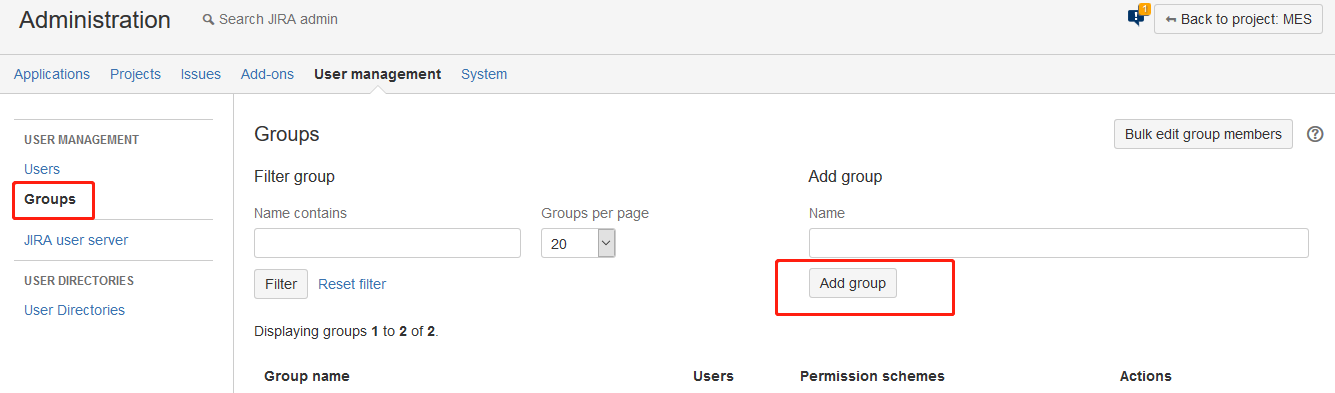 Administration
Search JIRA admin
1
Back to project: MES
Applications Projects Issues Add-ons User management System
USER MANAGEMENT
Users
Groups
JIRA user server
USER DIRECTORIES
User Directories
Groups
Bulk edit group members
?
Filter group
Name contains
Groups per page
20
Filter
Reset filter
Add group
Name
Add group
Displaying groups 1 to 2 of 2.
Group name Users Permission schemes Actions